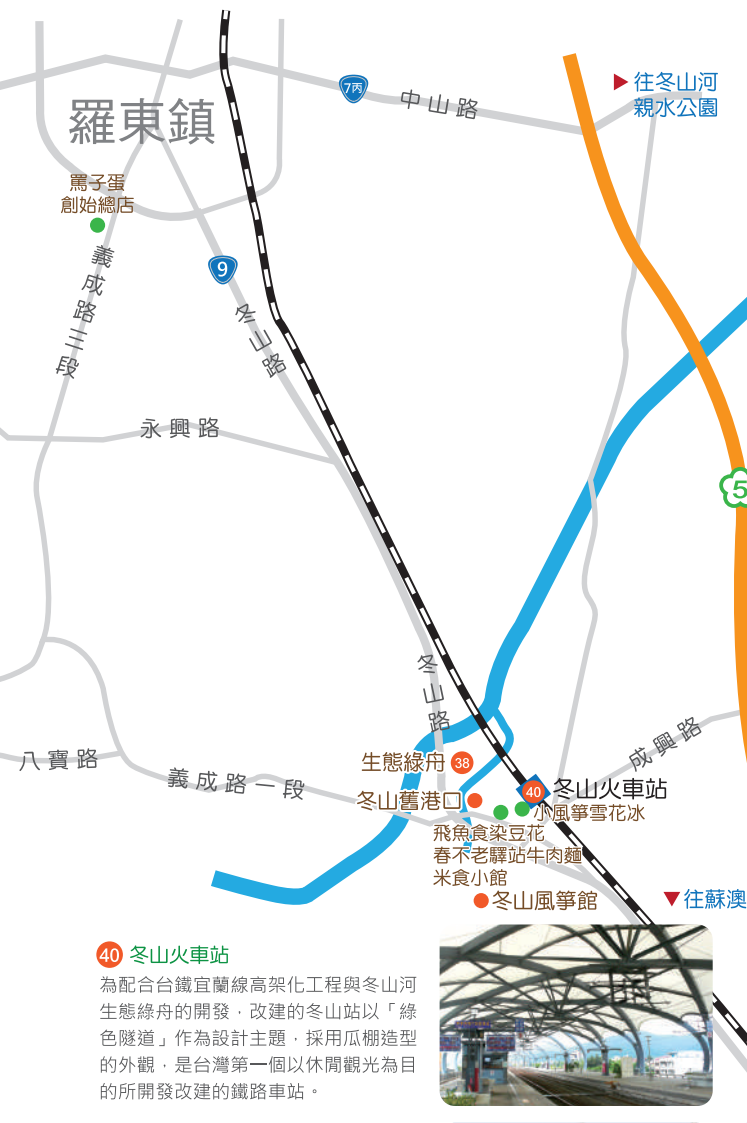 往冬山河
親水公園
7丙
中山路
羅東鎮
罵子蛋
創始總店
義成路三段
9
冬山路
永興路
5
冬山路
成興路
八寶路
生態綠舟 38
義成路一段
冬山舊港口
40 冬山火車站
小風箏雪花冰
飛魚食染豆花
春不老驛站牛肉麵
米食小館
冬山風箏館
往蘇澳
40 冬山火車站
為配合台鐵宜蘭線高架化工程與冬山河
生態綠舟的開發，改建的冬山站以「綠
色隧道」作為設計主題，採用瓜棚造型
的外觀，是台灣第一個以休閒觀光為目
的所開發改建的鐵路車站。